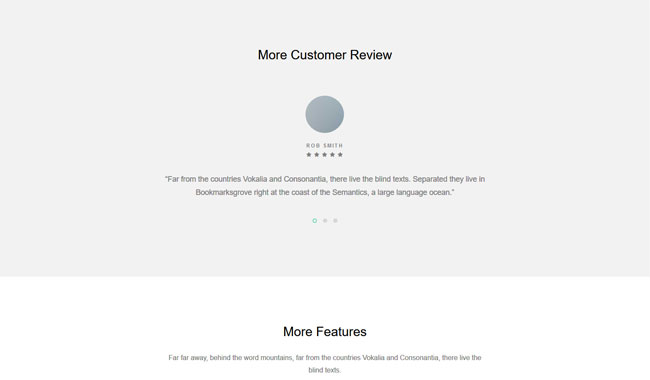 More Customer Review
ROB SMITH
"Far from the countries Vokalia and Consonantia, there live the blind texts. Separated they live in
Bookmarksgrove right at the coast of the Semantics, a large language ocean."
More Features
Far far away, behind the word mountains, far from the countries Vokalia and Consonantia, there live the
blind texts.